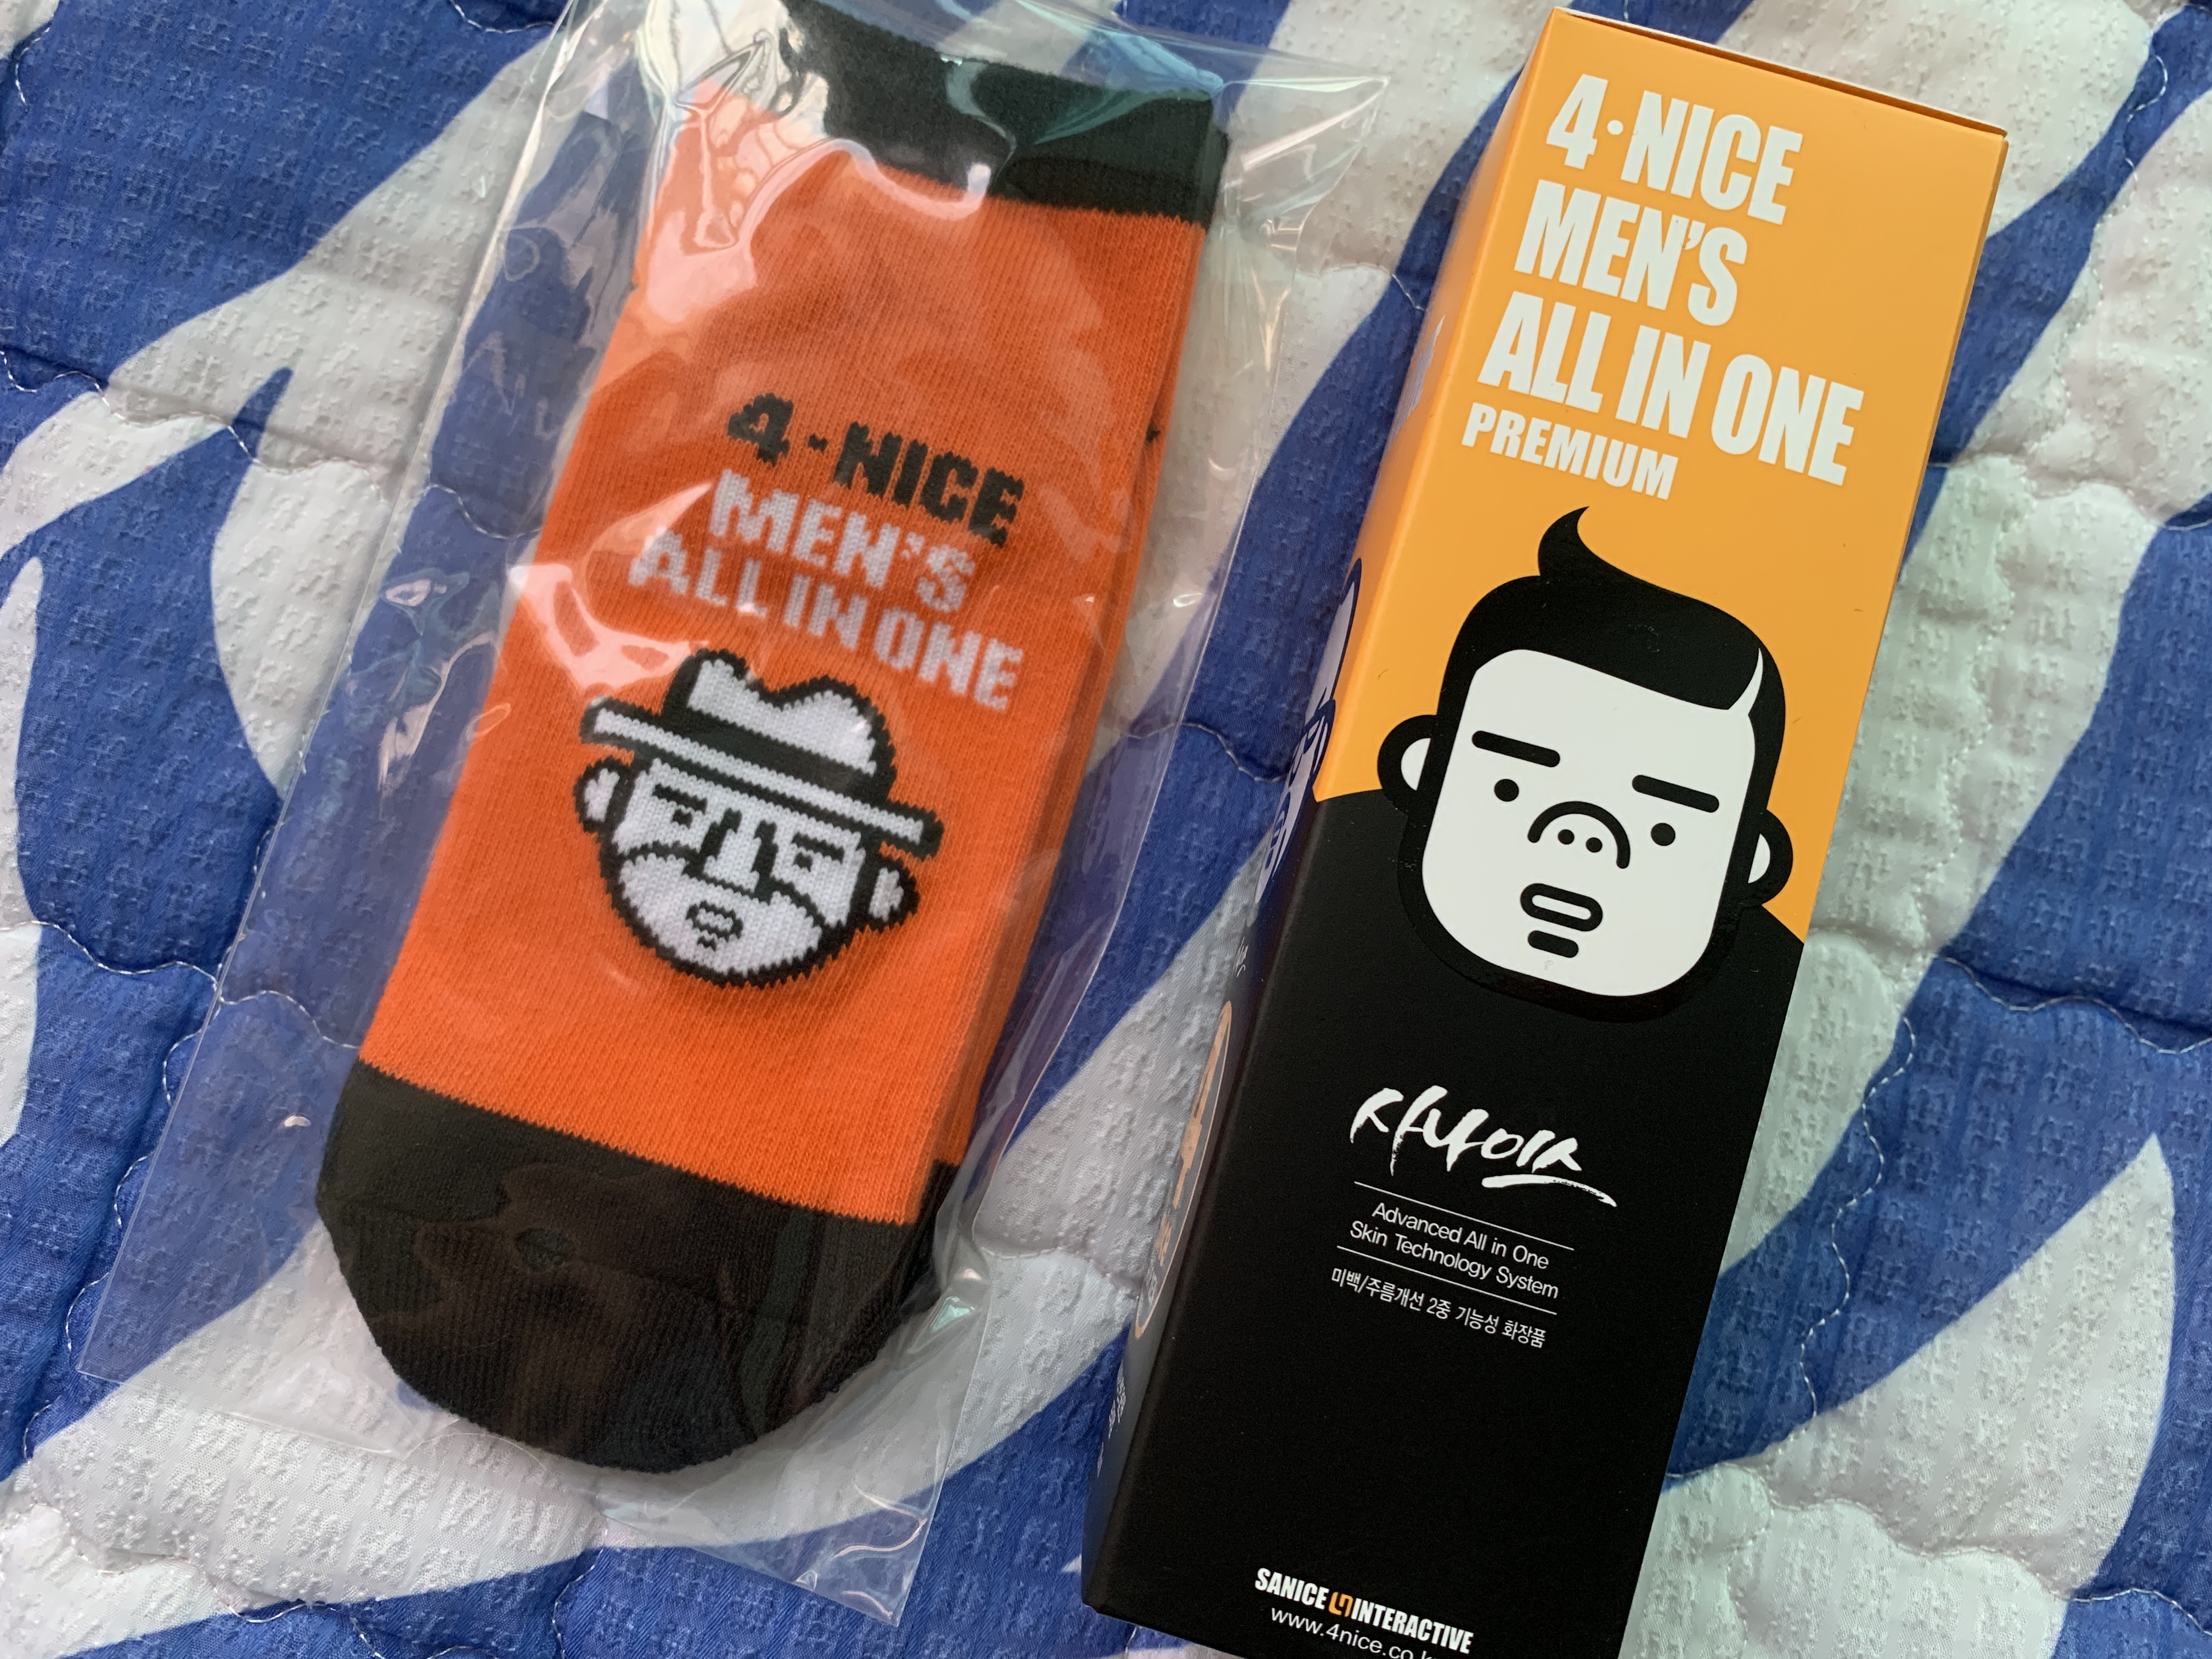 4·NICE
MEN'S
ALL IN ONE
4·NICE
MEN'S
ALL IN ONE
PREMIUM
사나이
Advanced All in One
Skin Technology System
미백/주름개선 2중 기능성 화장품
SANICE INTERACTIVE
www.4nice.co.k